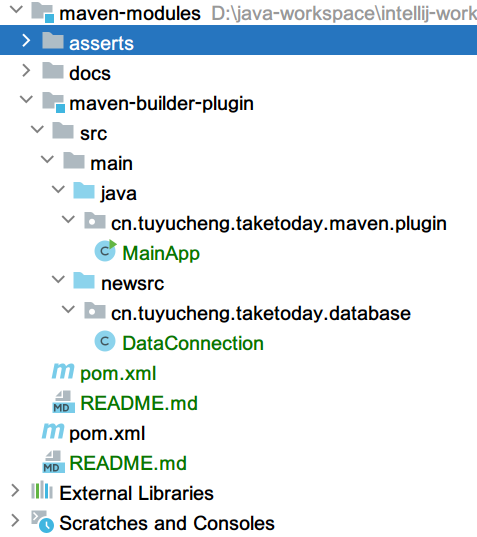 maven-modules D:\java-workspace\intellij-work
asserts
docs
maven-builder-plugin
src
main
java
cn.tuyucheng.taketoday.maven.plugin
C MainApp
newsrc
cn.tuyucheng.taketoday.database
C DataConnection
m pom.xml
MD README.md
m pom.xml
MD README.md
External Libraries
Scratches and Consoles